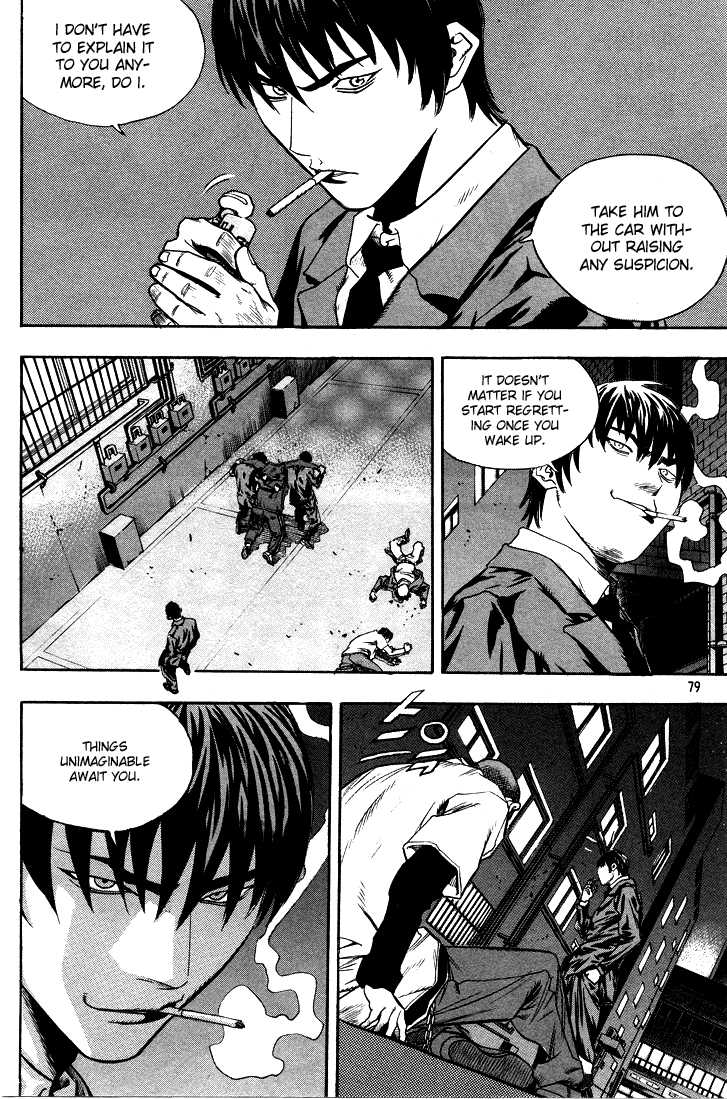 I DON'T HAVE
TO EXPLAIN IT
TO YOU ANY-
MORE, DO I.
TAKE HIM TO
THE CAR WITH-
OUT RAISING
ANY SUSPICION.
IT DOESN'T
MATTER IF YOU
START REGRETT-
ING ONCE YOU
WAKE UP.
79
THINGS
UNIMAGINABLE
AWAIT YOU.